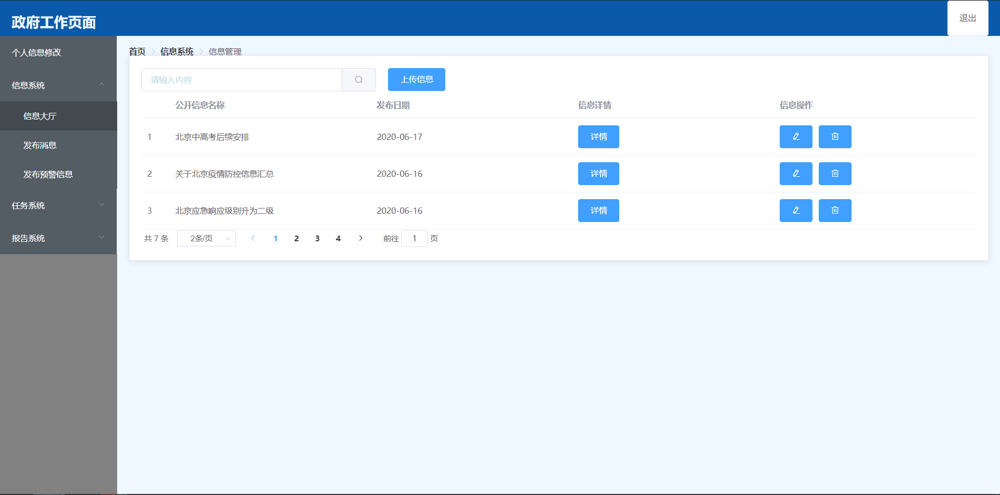 政府工作页面
退出
个人信息修改
信息系统
信息大厅
发布消息
发布预警信息
任务系统
报告系统
首页 信息系统 信息管理
请输入内容 上传信息
公开信息名称 发布日期 信息详情 信息操作
1 北京中高考后续安排 2020-06-17 详情
2 关于北京疫情防控信息汇总 2020-06-16 详情
3 北京应急响应级别升为二级 2020-06-16 详情
共 7 条 2条/页 1 2 3 4 前往 1 页